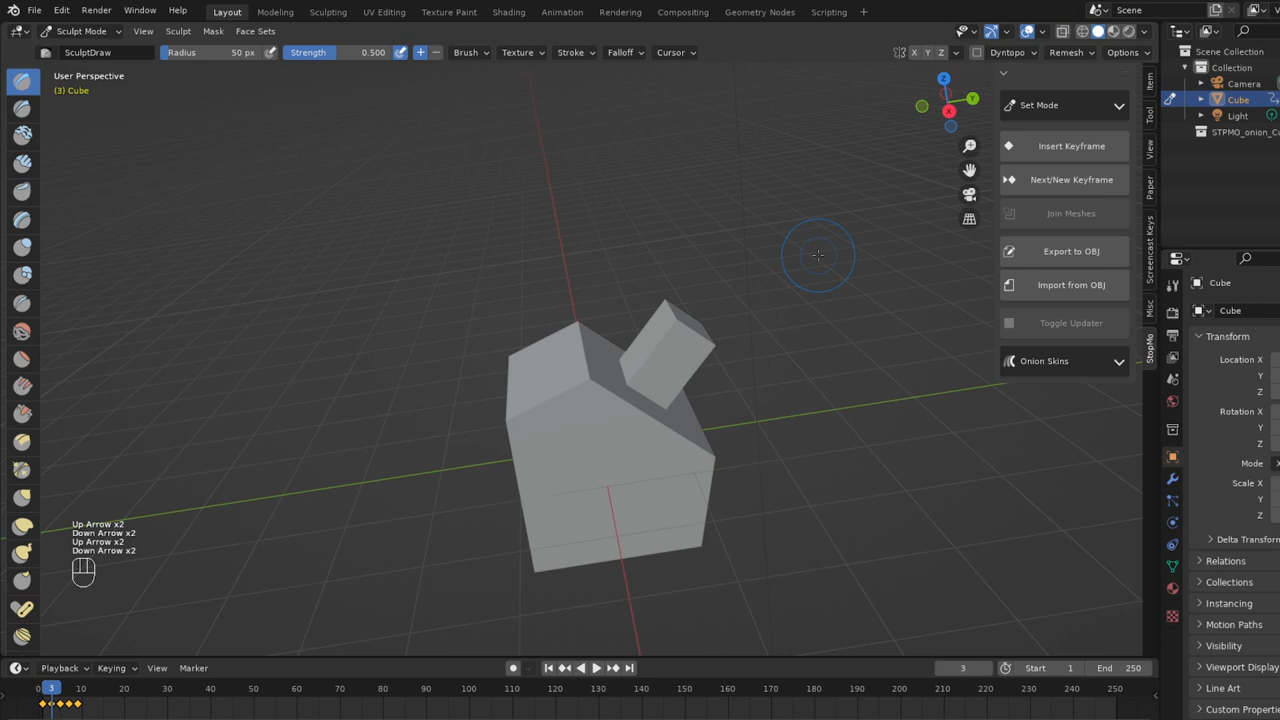 File Edit Render Window Help Layout Modeling Sculpting UV Editing Texture Paint Shading Animation Rendering Compositing Geometry Nodes Scripting + Scene
Sculpt Mode View Sculpt Mask Face Sets
SculptDraw Radius 50 px Strength 0.500 Brush Texture Stroke Falloff Cursor X Y Z Dyntopo Remesh Options
User Perspective
(3) Cube
Z
Y
X
Set Mode
Insert Keyframe
Next/New Keyframe
Join Meshes
Export to OBJ
Import from OBJ
Toggle Updater
Onion Skins
Item
Tool
View
Paper
Screencast Keys
Misc
StopMo
Scene Collection
Collection
Camera
Cube
Light
STPMO_onion_Cu
Cube
Cube
Transform
Location X
Y
Z
Rotation X
Y
Z
Mode X
Scale X
Y
Z
Delta Transform
Relations
Collections
Instancing
Motion Paths
Visibility
Viewport Display
Line Art
Custom Properti
Up Arrow x2
Down Arrow x2
Up Arrow x2
Down Arrow x2
Playback Keying View Marker 3 Start 1 End 250
0 3 10 20 30 40 50 60 70 80 90 100 110 120 130 140 150 160 170 180 190 200 210 220 230 240 250